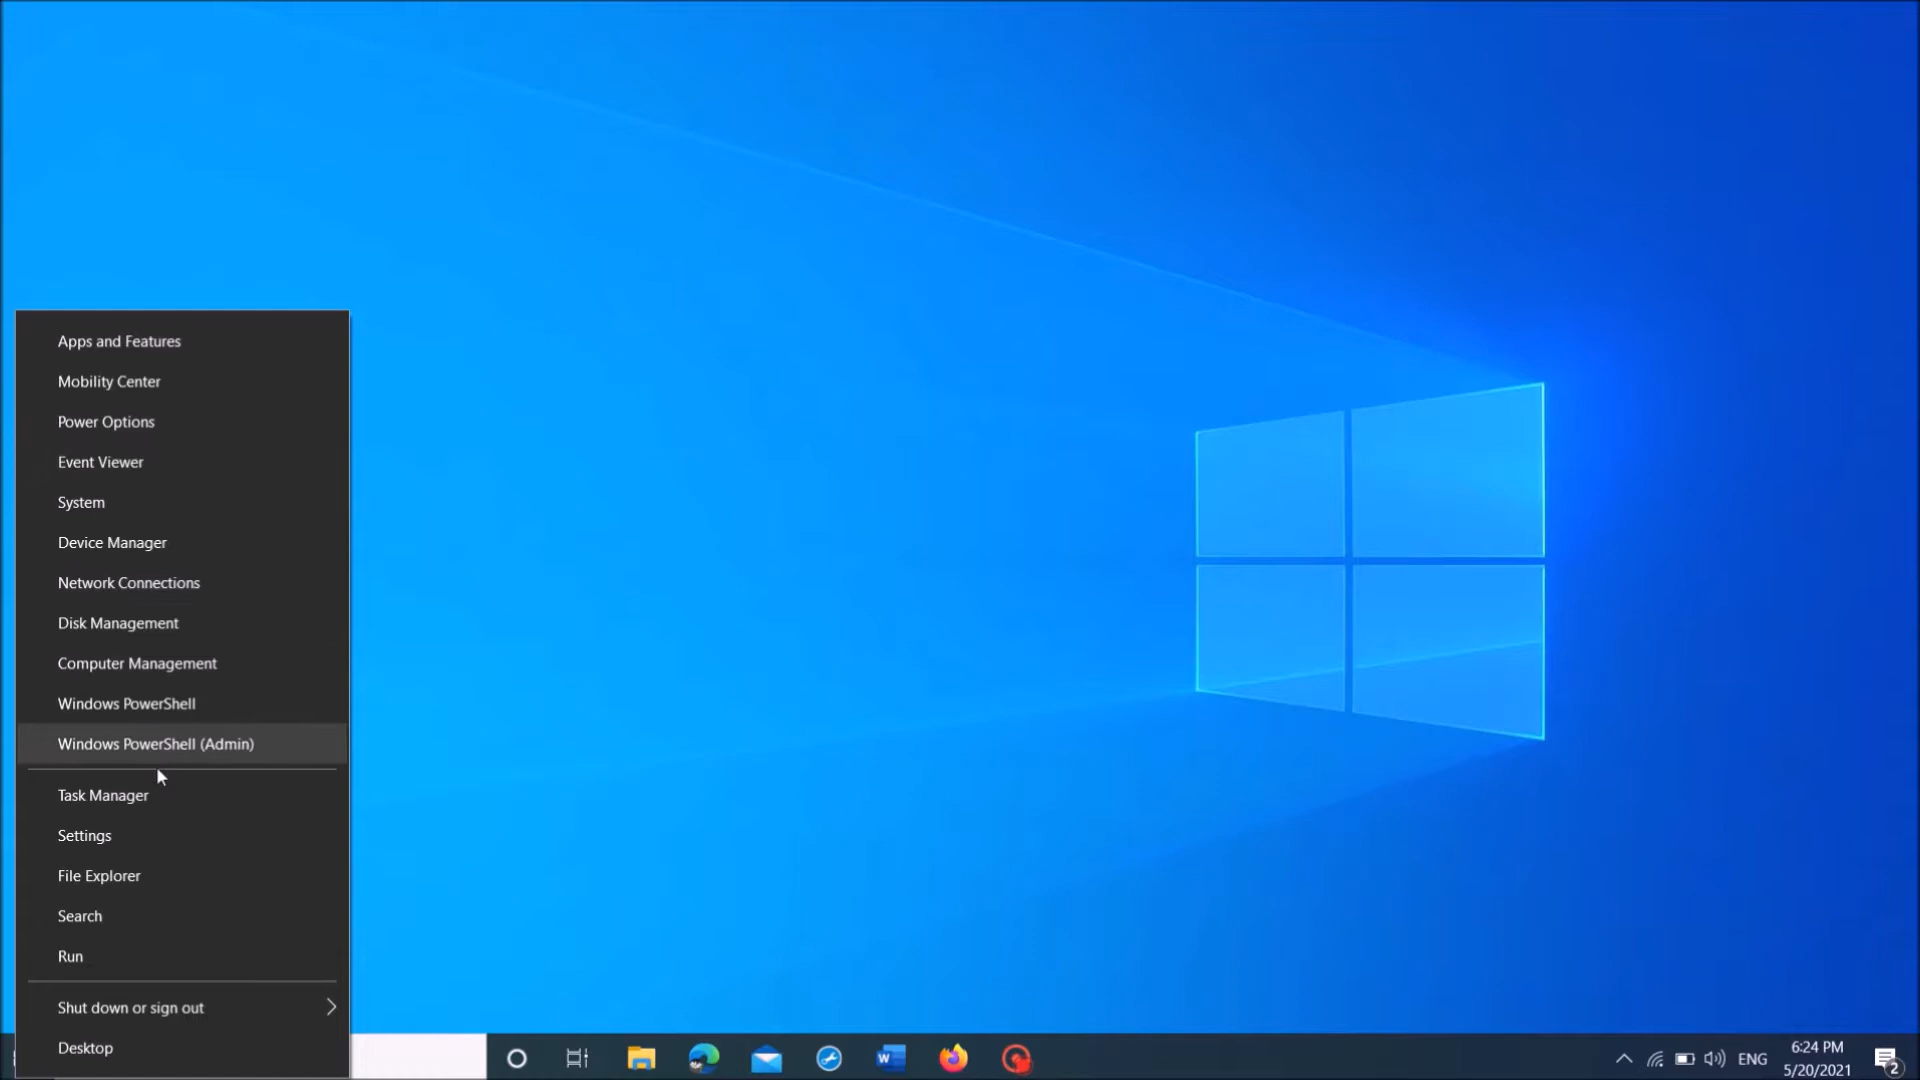 Apps and Features
Mobility Center
Power Options
Event Viewer
System
Device Manager
Network Connections
Disk Management
Computer Management
Windows PowerShell
Windows PowerShell (Admin)
Task Manager
Settings
File Explorer
Search
Run
Shut down or sign out
Desktop
W
ENG
6:24 PM
5/20/2021
2